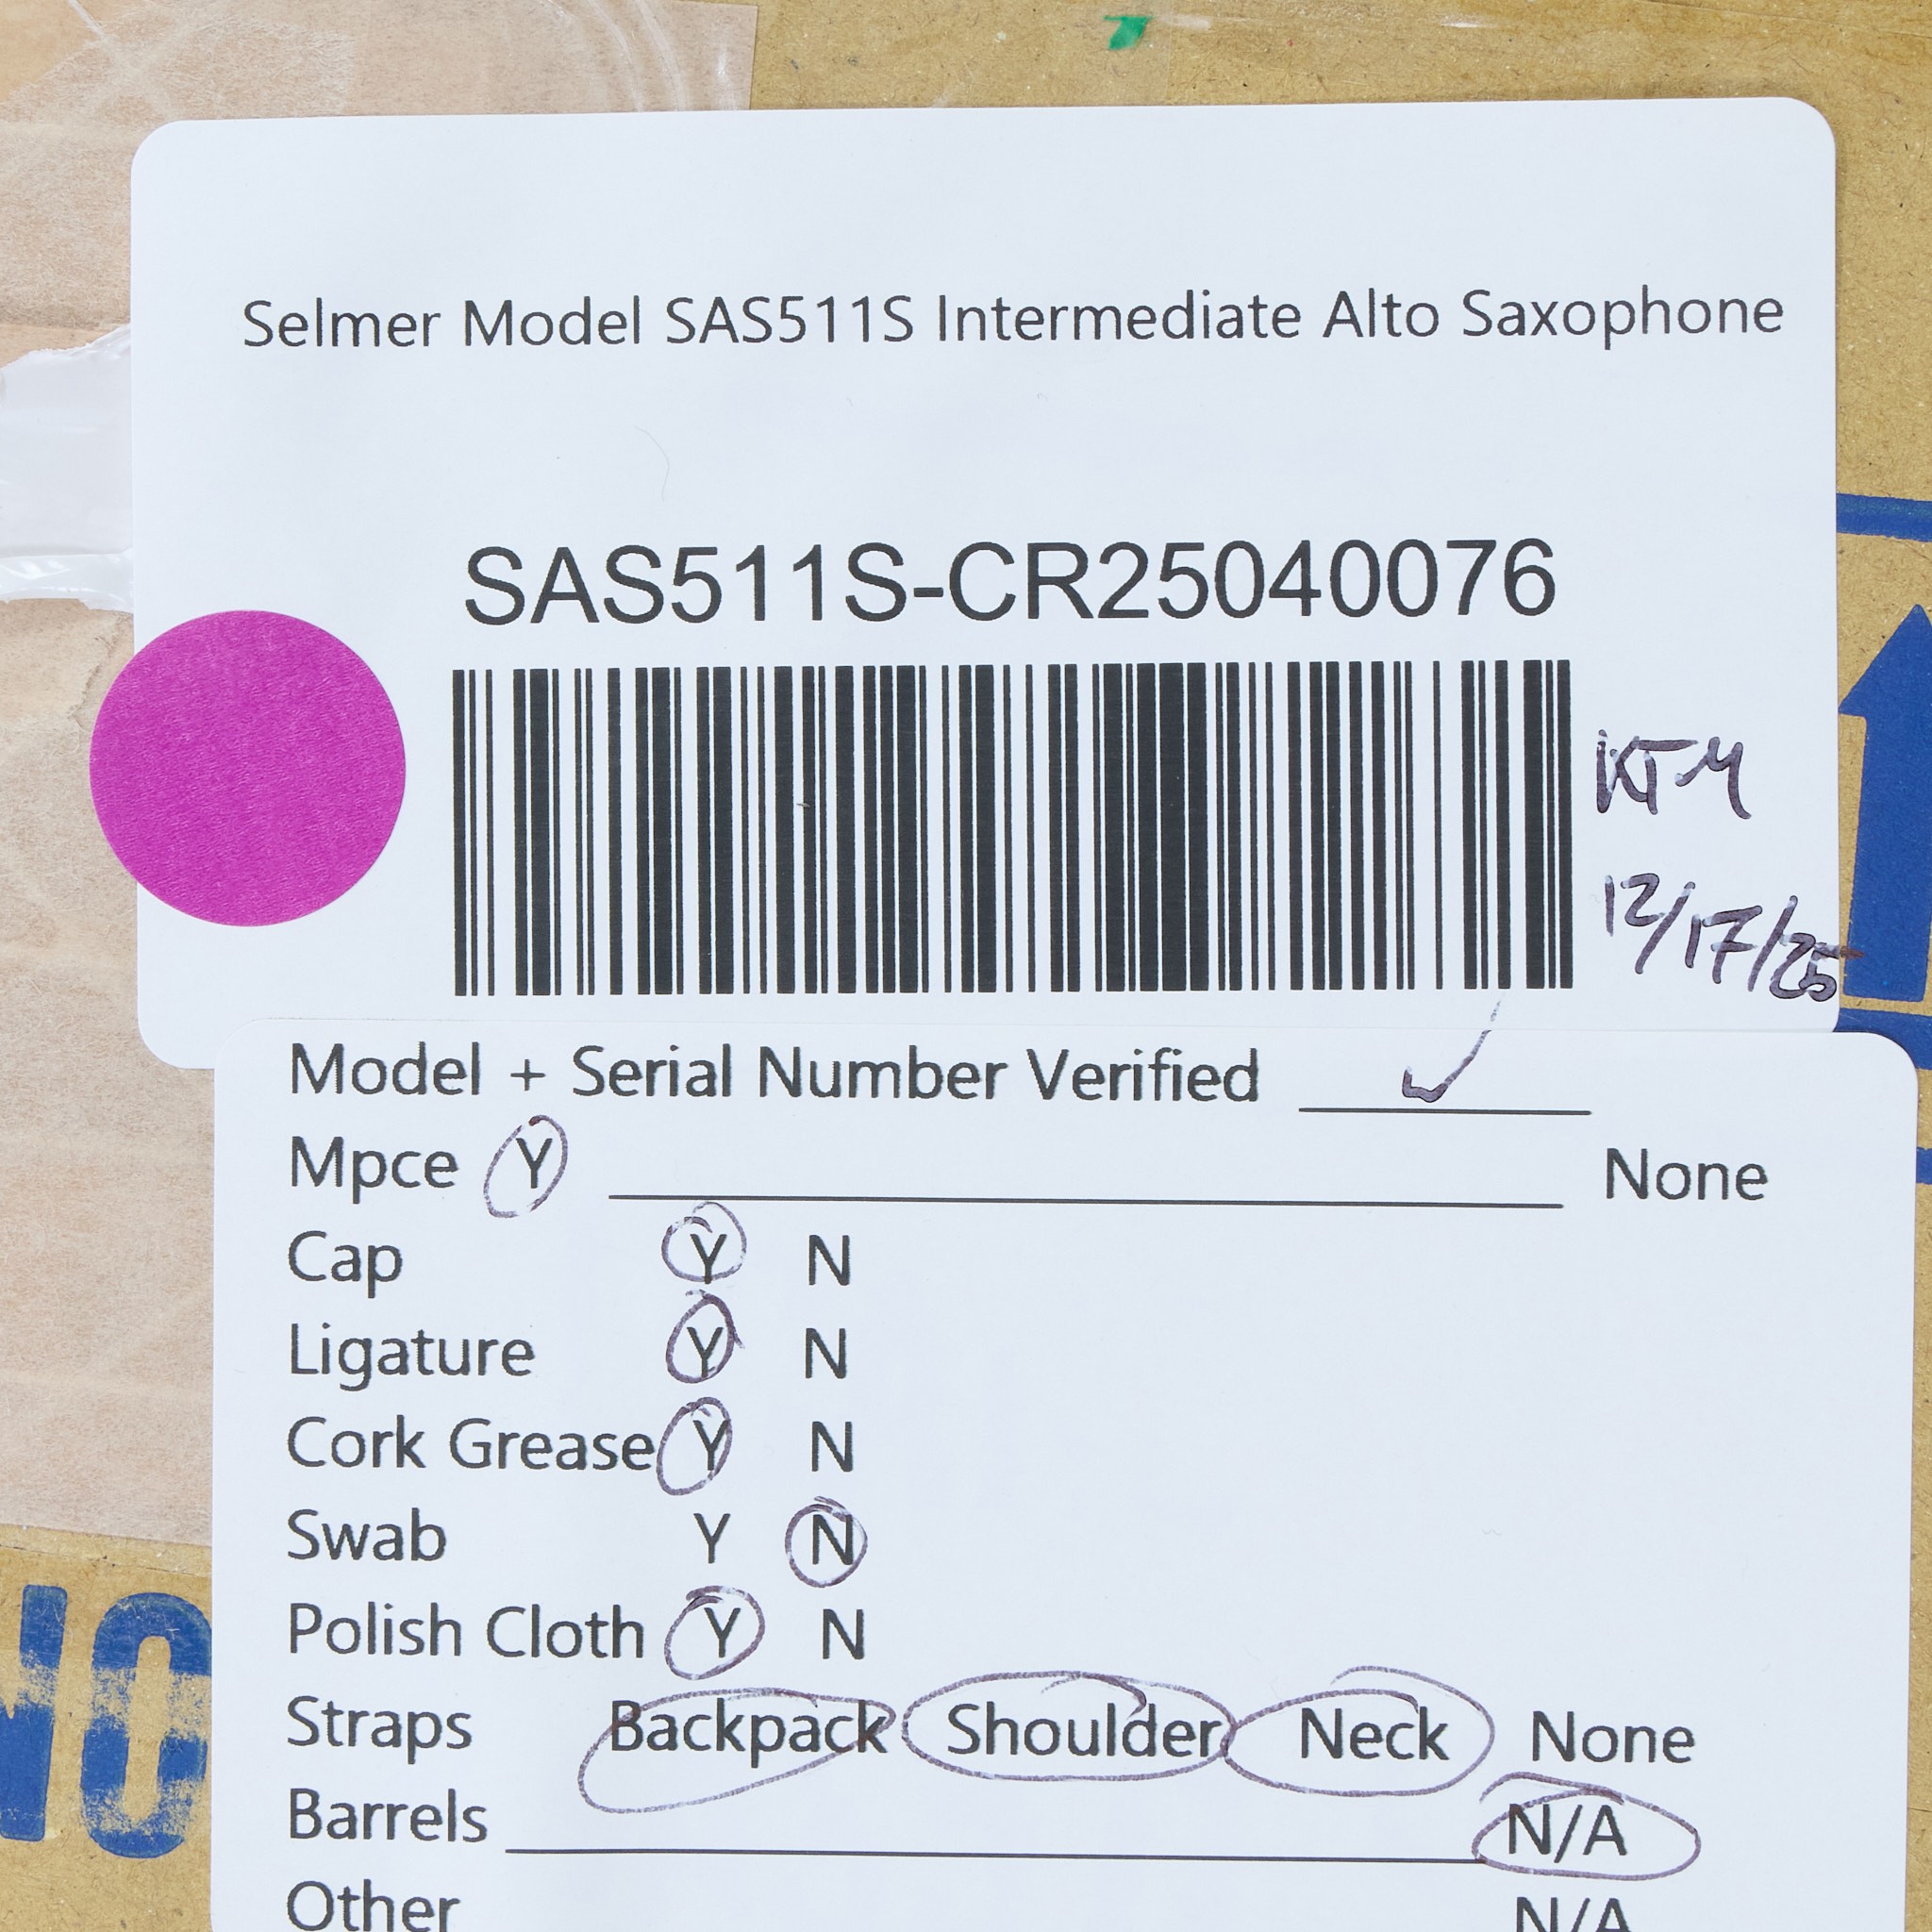 Selmer Model SAS511S Intermediate Alto Saxophone
SAS511S-CR25040076
KTM
12/17/25
Model + Serial Number Verified
Mpce Y None
Cap Y N
Ligature Y N
Cork Grease Y N
Swab Y N
Polish Cloth Y N
Straps Backpack Shoulder Neck None
Barrels N/A
Other N/A